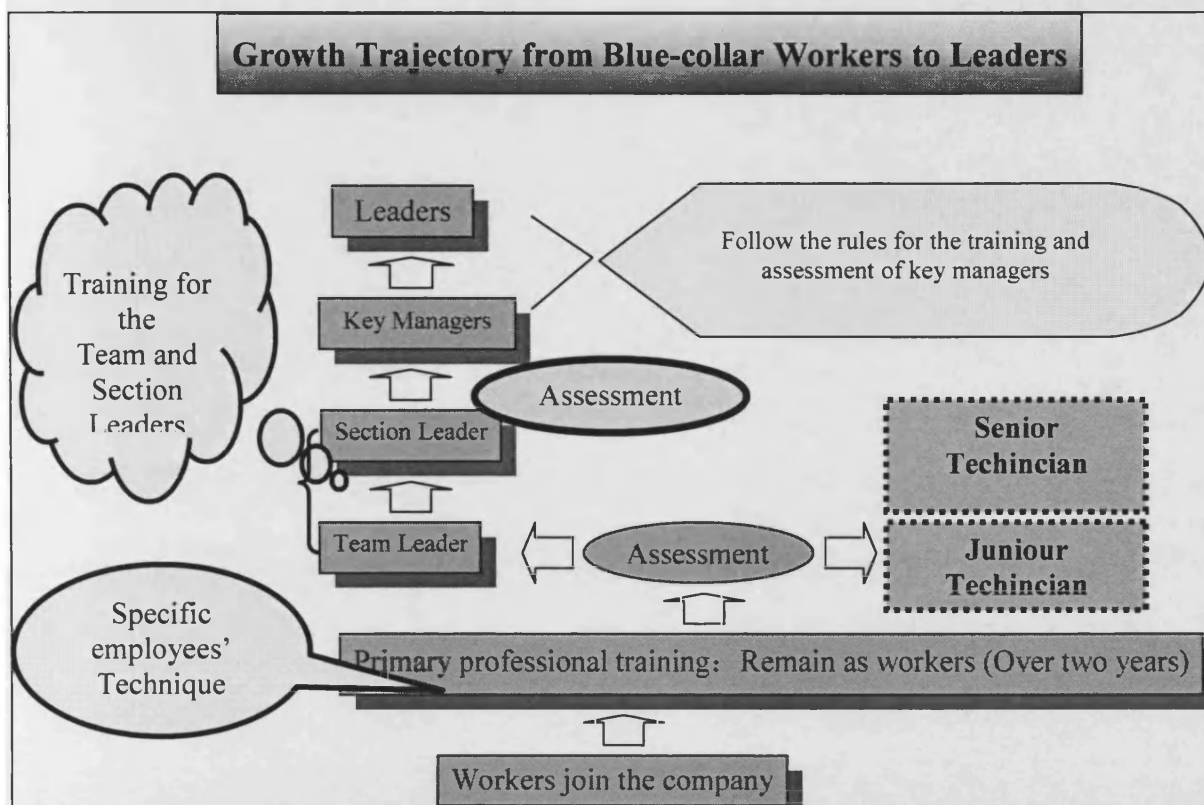 Growth Trajectory from Blue-collar Workers to Leaders
Leaders
Follow the rules for the training and
assessment of key managers
Training for
the
Team and
Section
Leaders
Key Managers
Assessment
Section Leader
Senior
Techincian
Team Leader
Assessment
Juniour
Techincian
Specific
employees’
Technique
Primary professional training: Remain as workers (Over two years)
Workers join the company